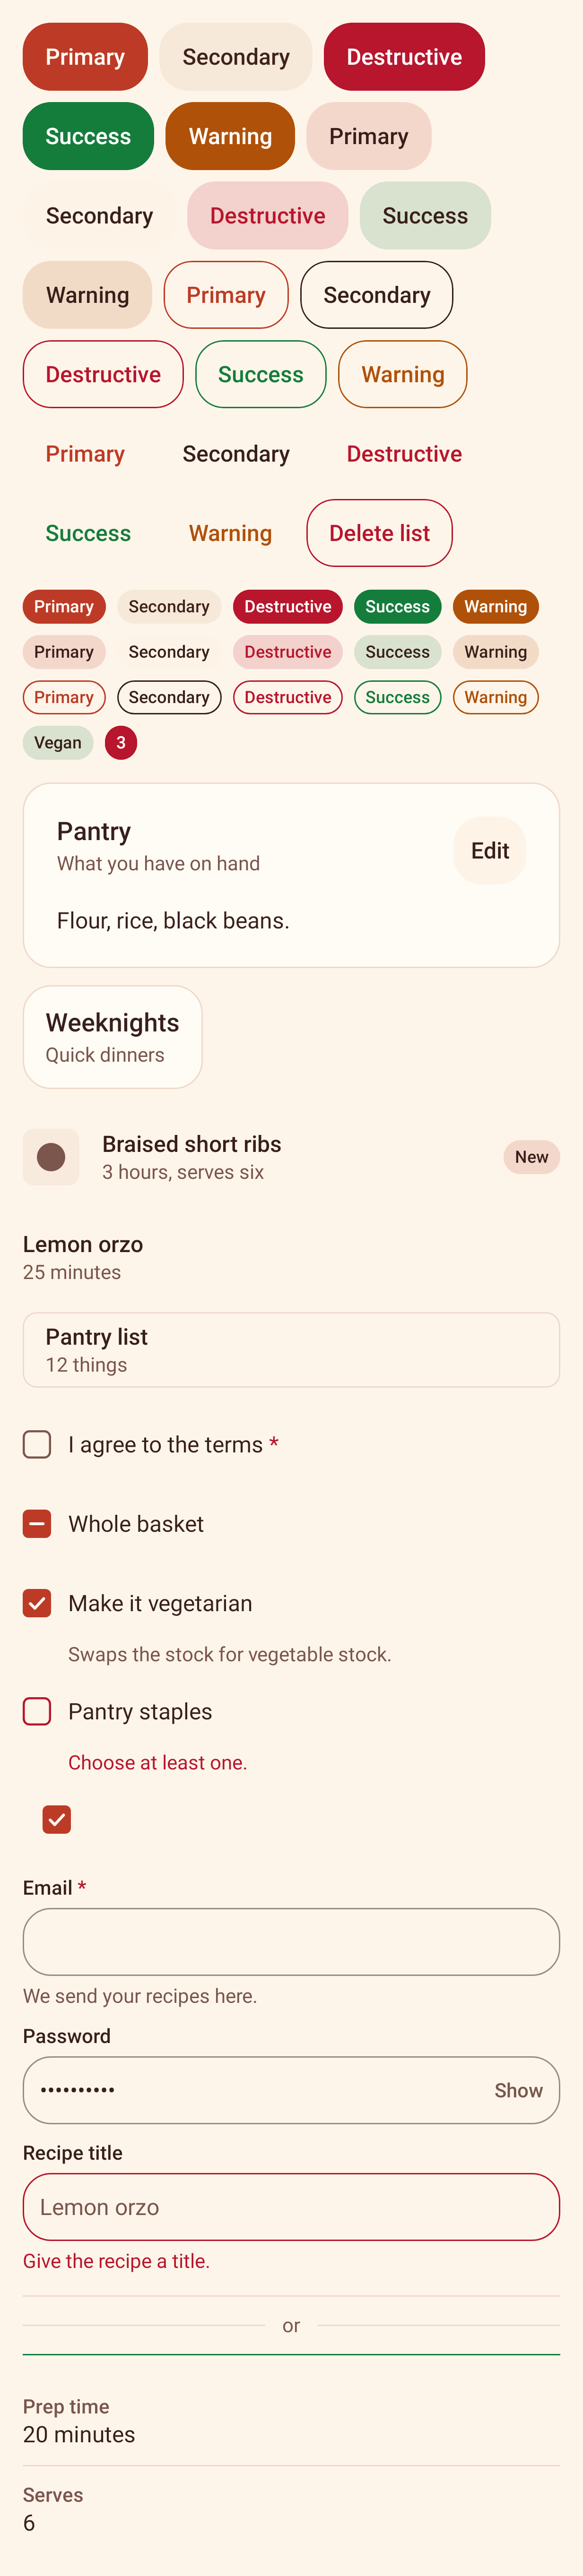 Primary Secondary Destructive
Success Warning Primary
Secondary Destructive Success
Warning Primary Secondary
Destructive Success Warning
Primary Secondary Destructive
Success Warning Delete list
Primary Secondary Destructive Success Warning
Primary Secondary Destructive Success Warning
Primary Secondary Destructive Success Warning
Vegan 3
Pantry
What you have on hand
Edit
Flour, rice, black beans.
Weeknights
Quick dinners
Braised short ribs
3 hours, serves six
New
Lemon orzo
25 minutes
Pantry list
12 things
I agree to the terms *
Whole basket
Make it vegetarian
Swaps the stock for vegetable stock.
Pantry staples
Choose at least one.
Email *
We send your recipes here.
Password
•••••••••• Show
Recipe title
Lemon orzo
Give the recipe a title.
or
Prep time
20 minutes
Serves
6